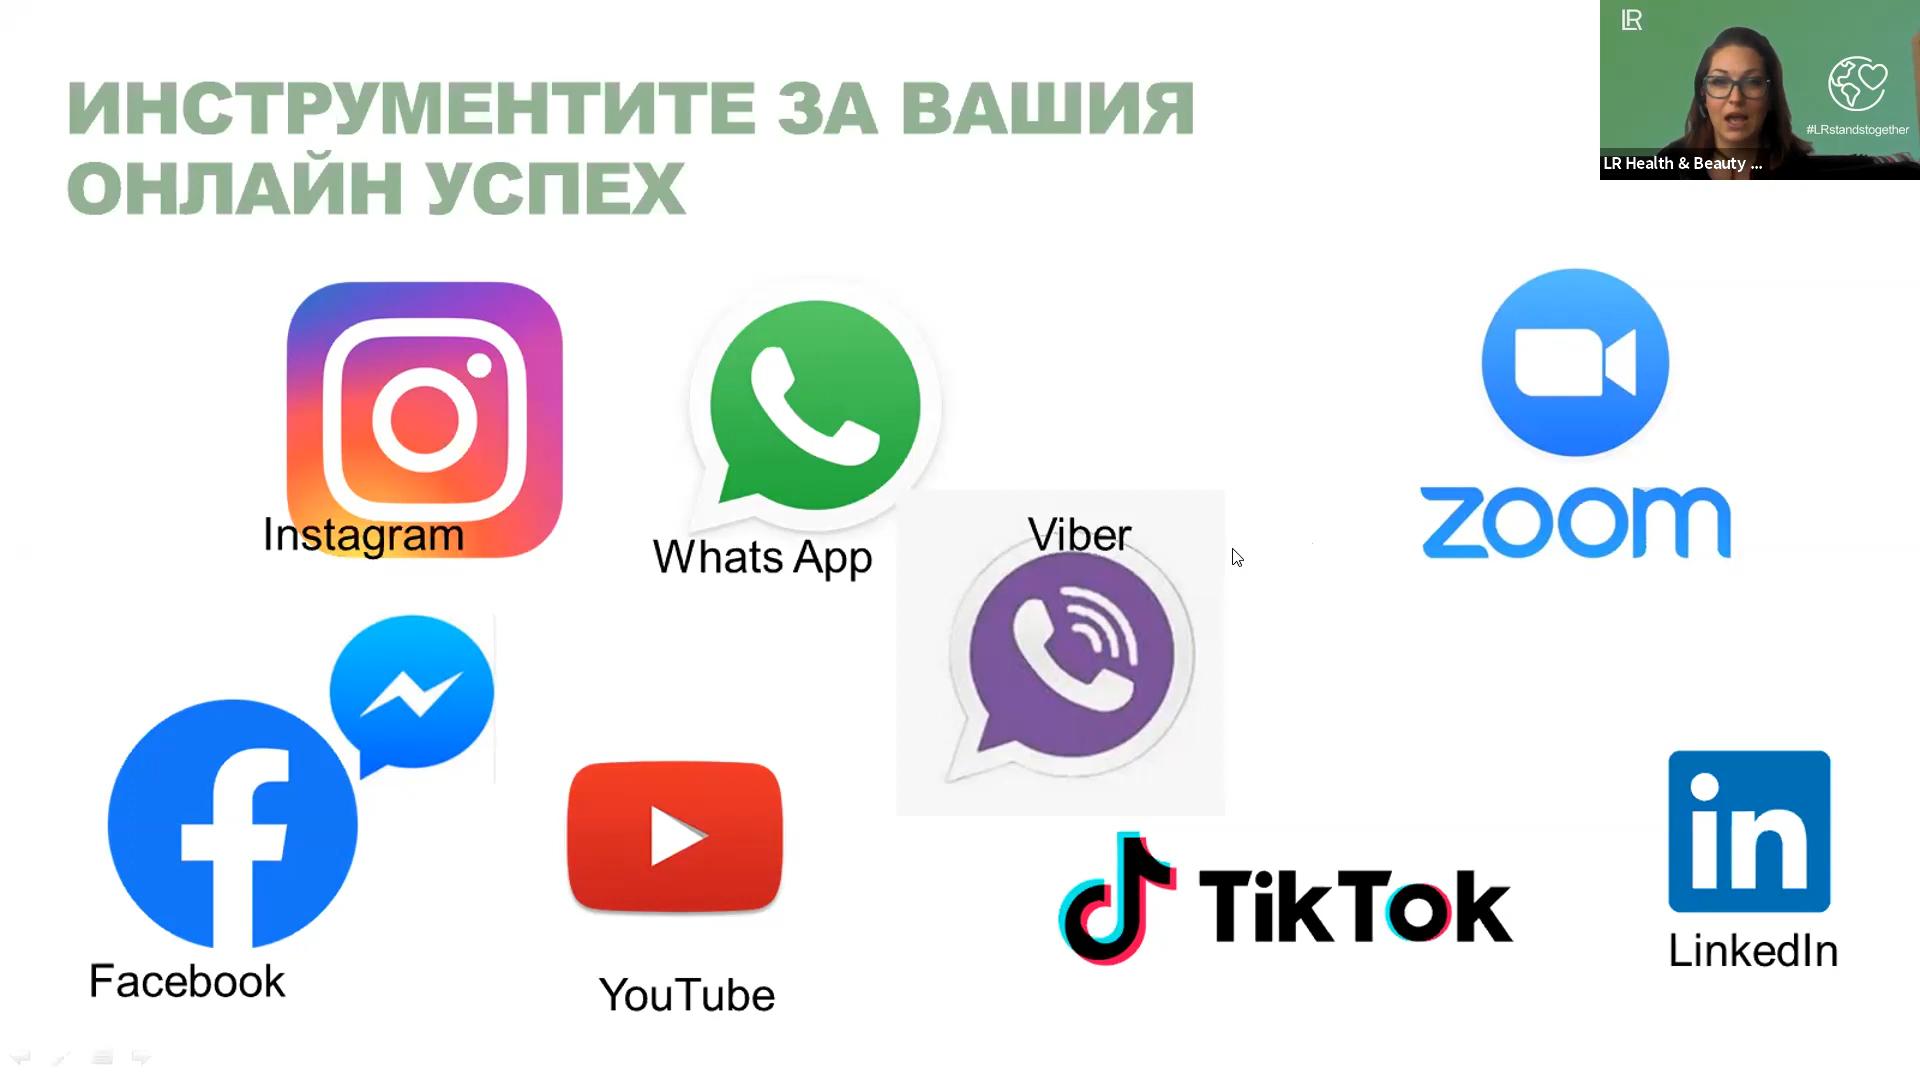 ИНСТРУМЕНТИТЕ ЗА ВАШИЯ
ОНЛАЙН УСПЕХ
LR
#LRstandstogether
LR Health & Beauty ...
Instagram
Whats App
Viber
zoom
Facebook
YouTube
TikTok
in
LinkedIn